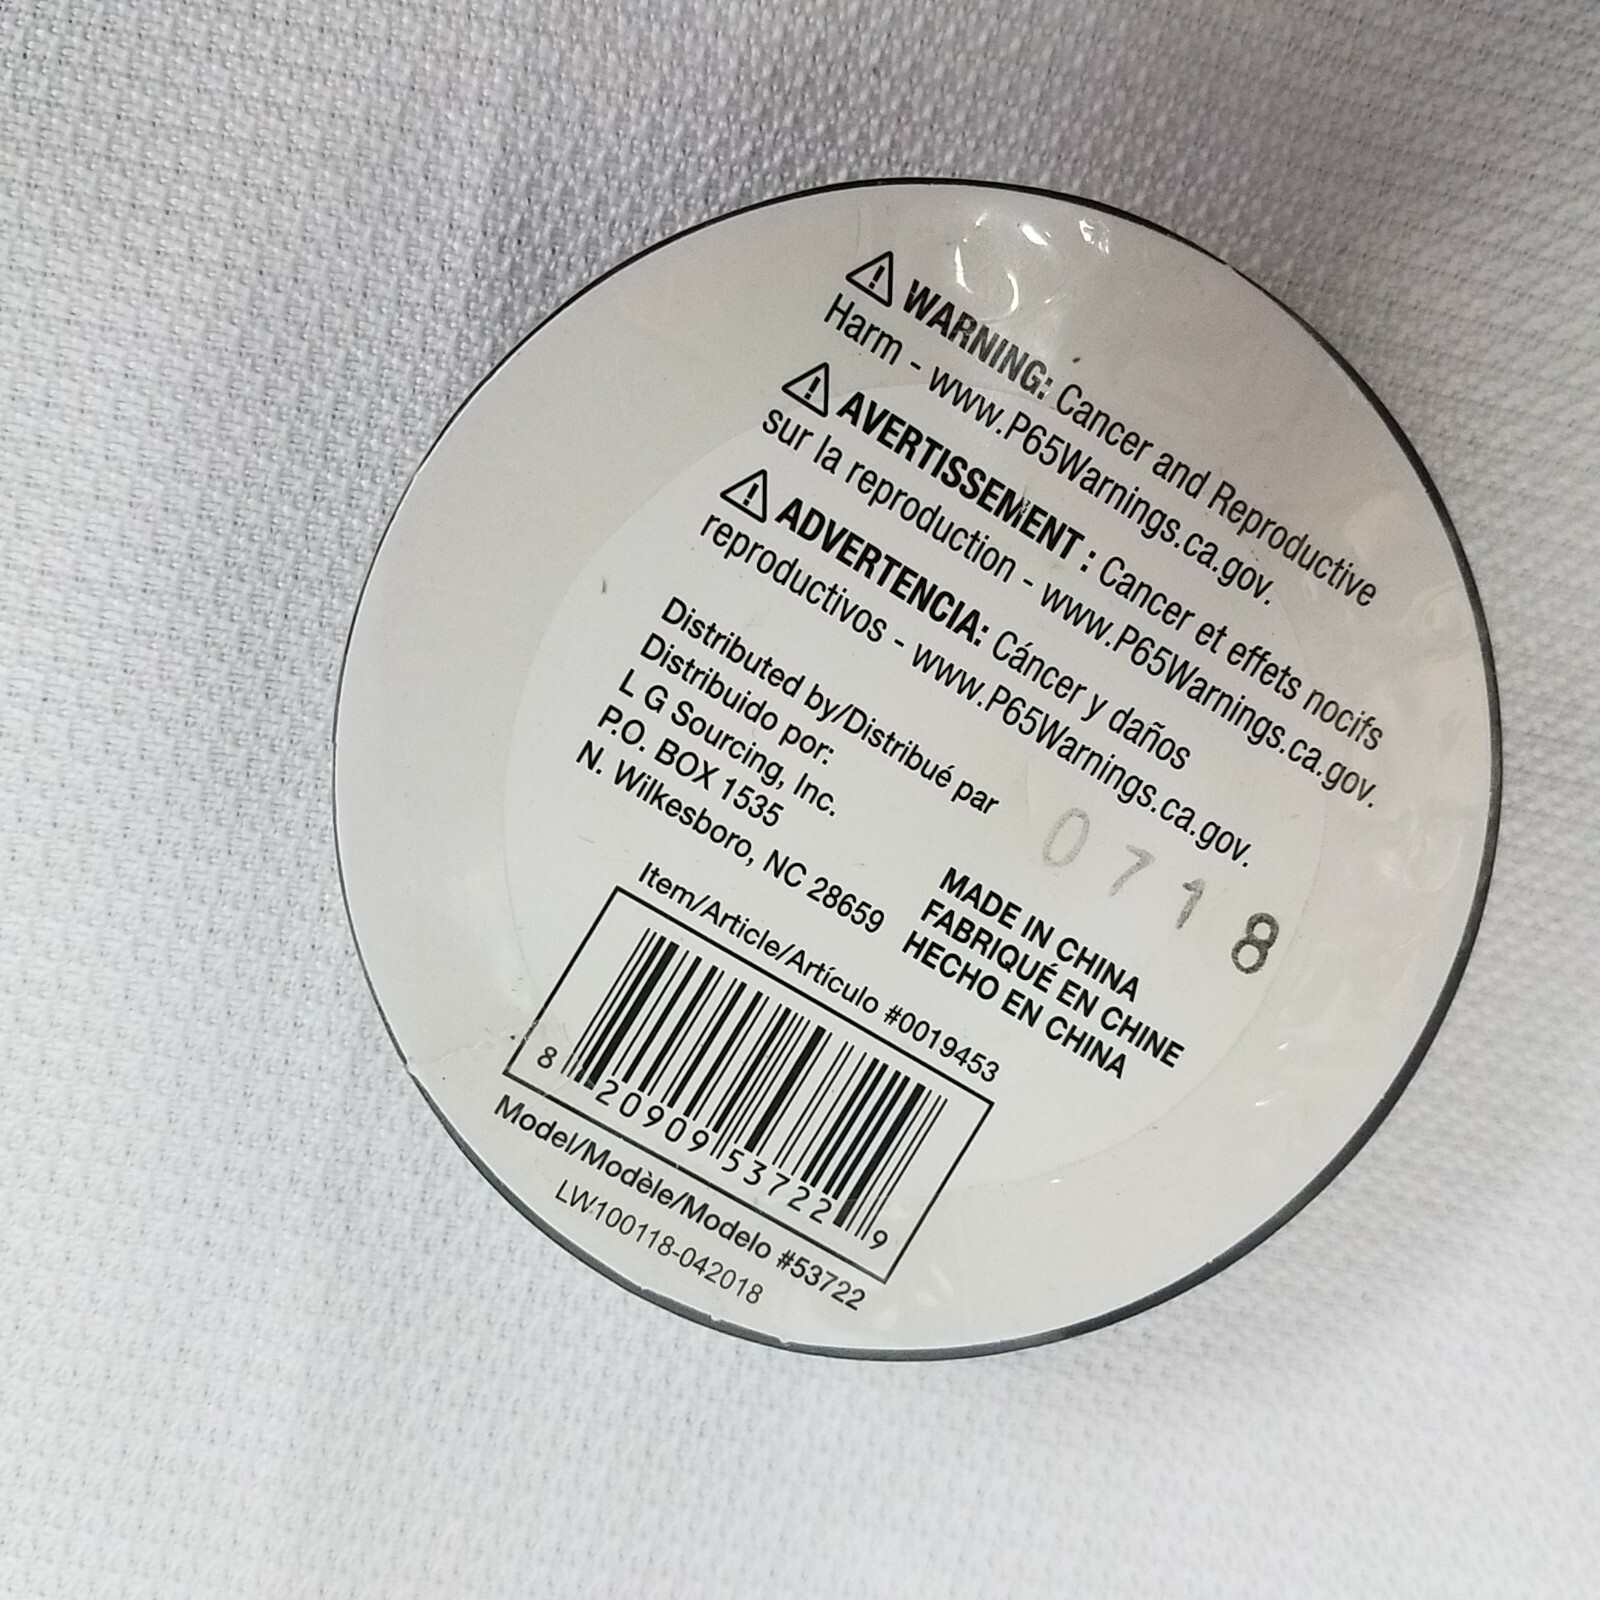 ⚠ WARNING: Cancer and Reproductive
Harm - www.P65Warnings.ca.gov.
⚠ AVERTISSEMENT : Cancer et effets nocifs
sur la reproduction - www.P65Warnings.ca.gov.
⚠ ADVERTENCIA: Cáncer y daños
reproductivos - www.P65Warnings.ca.gov.
Distributed by/Distribué par
Distribuido por:
L G Sourcing, Inc.
P.O. BOX 1535
N. Wilkesboro, NC 28659
0718
MADE IN CHINA
FABRIQUÉ EN CHINE
HECHO EN CHINA
Item/Article/Artículo #0019453
8 20909 53722 9
Model/Modèle/Modelo #53722
LW100118-042018